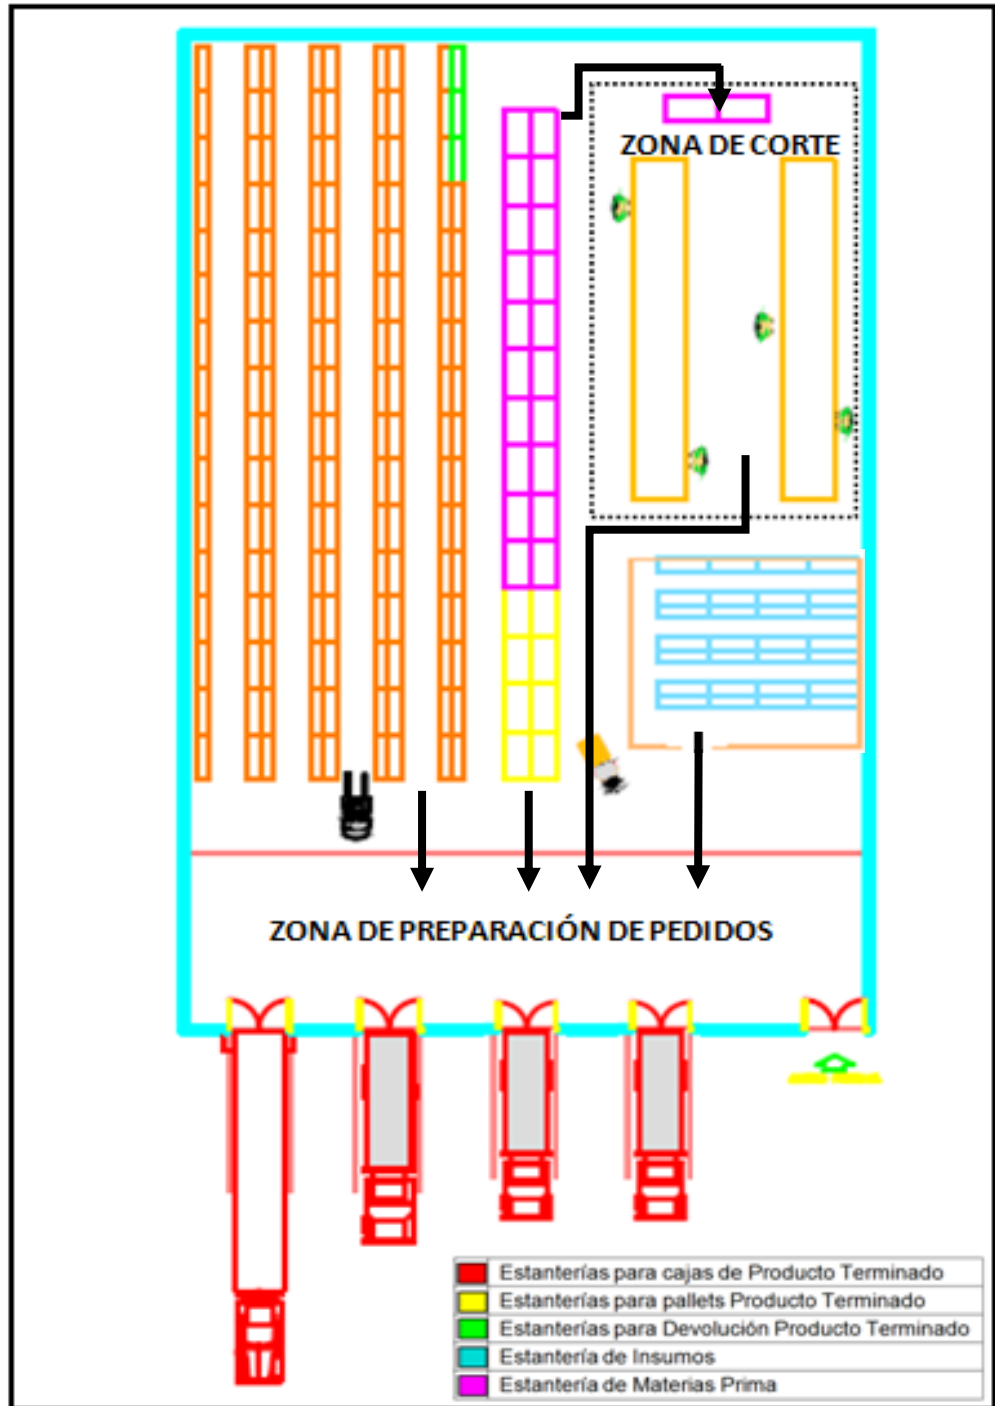 ZONA DE CORTE
ZONA DE PREPARACIÓN DE PEDIDOS
Estanterías para cajas de Producto Terminado
Estanterías para pallets Producto Terminado
Estanterías para Devolución Producto Terminado
Estantería de Insumos
Estantería de Materias Prima